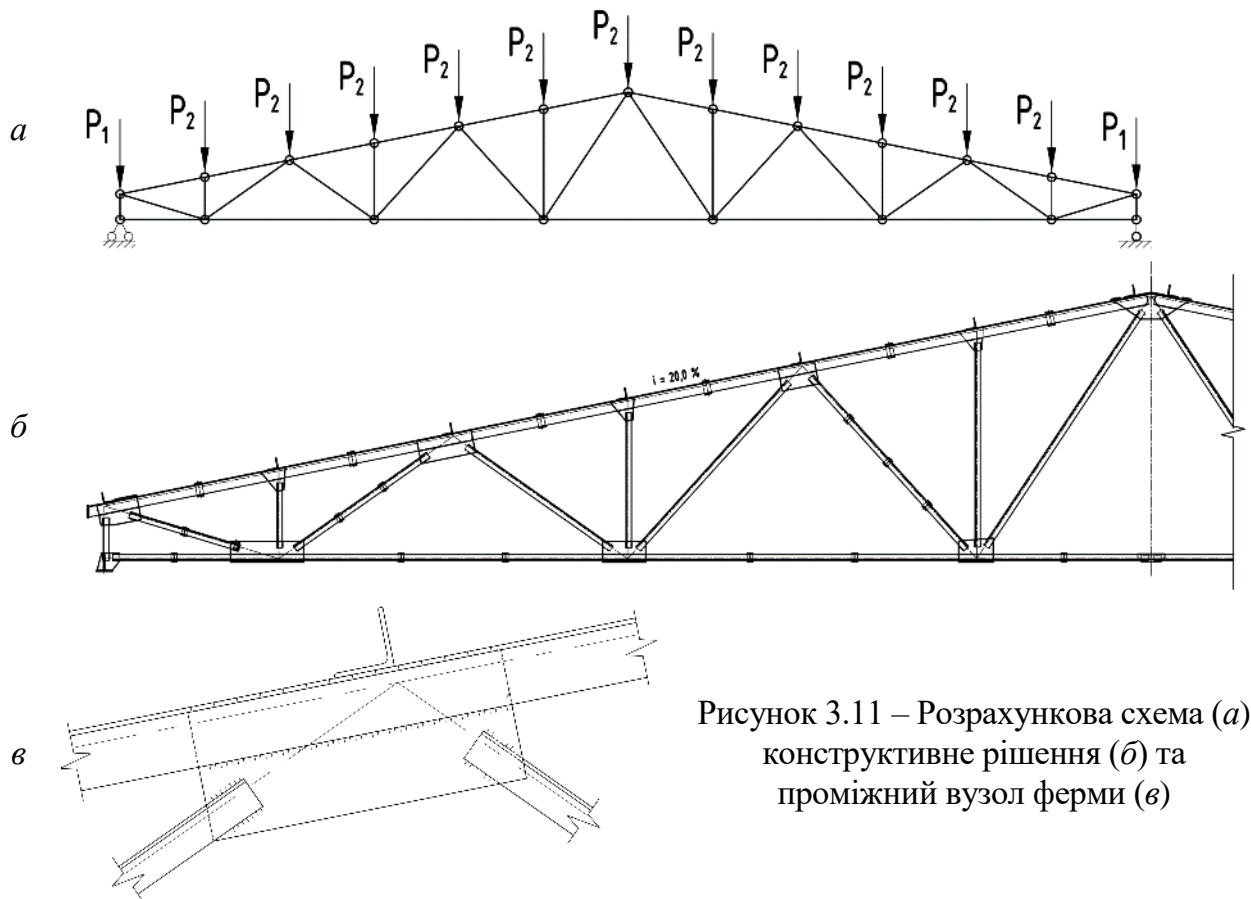 P₂
P₂ P₂
P₂ P₂
P₂ P₂
P₂ P₂
P₂ P₂
P₁ P₁
а
i = 20,0 %
б
в
Рисунок 3.11 – Розрахункова схема (а)
конструктивне рішення (б) та
проміжний вузол ферми (в)